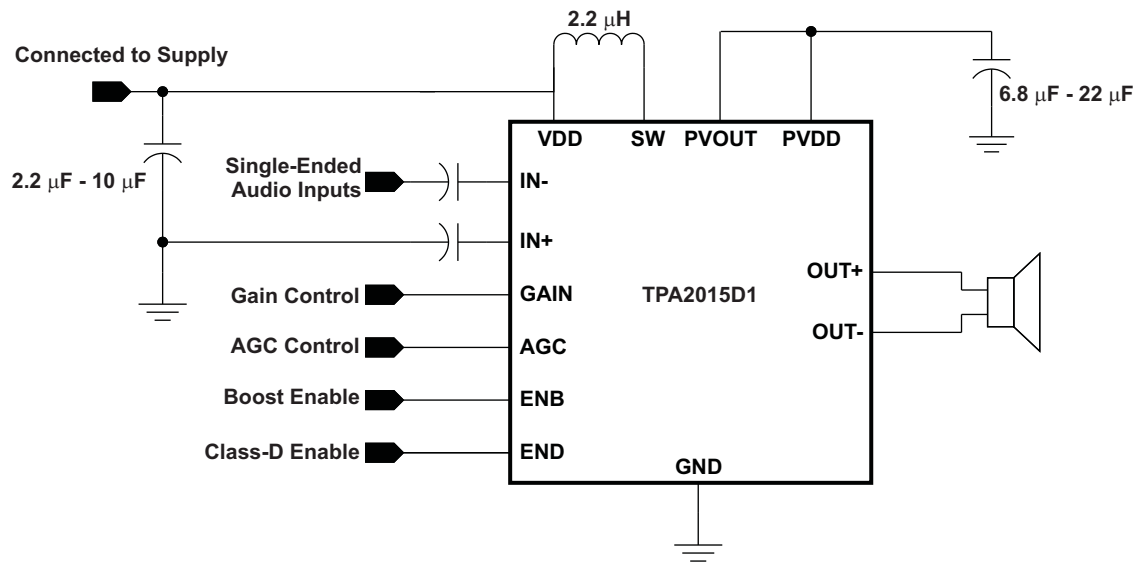 2.2 μH
Connected to Supply
6.8 μF - 22 μF
VDD
SW
PVOUT
PVDD
2.2 μF - 10 μF
Single-Ended
Audio Inputs
IN-
IN+
OUT+
Gain Control
GAIN
TPA2015D1
OUT-
AGC Control
AGC
Boost Enable
ENB
Class-D Enable
END
GND